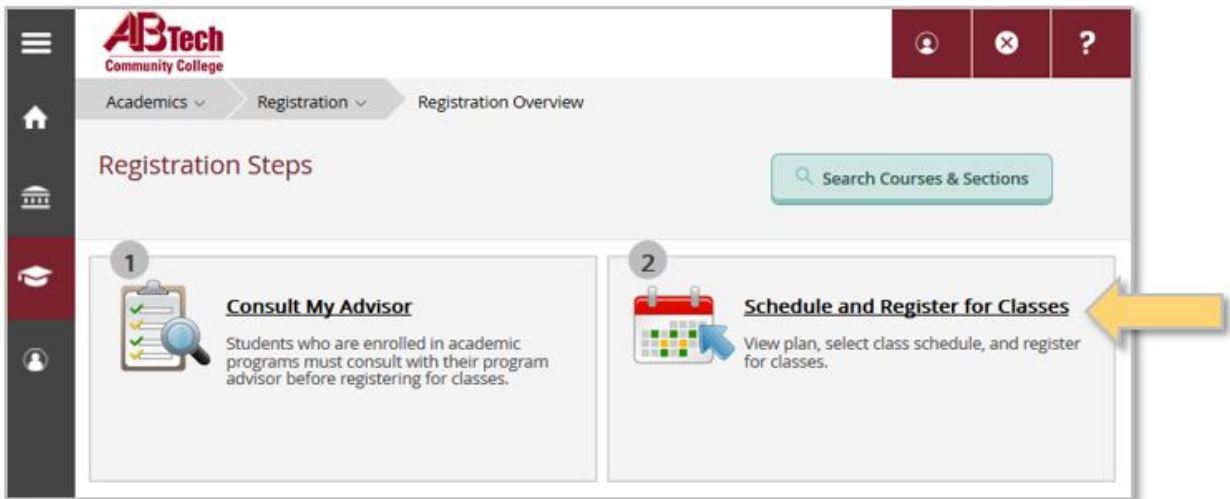 ABTech
Community College
?
Academics
Registration
Registration Overview
Registration Steps
Search Courses & Sections
1
Consult My Advisor
Students who are enrolled in academic
programs must consult with their program
advisor before registering for classes.
2
Schedule and Register for Classes
View plan, select class schedule, and register
for classes.